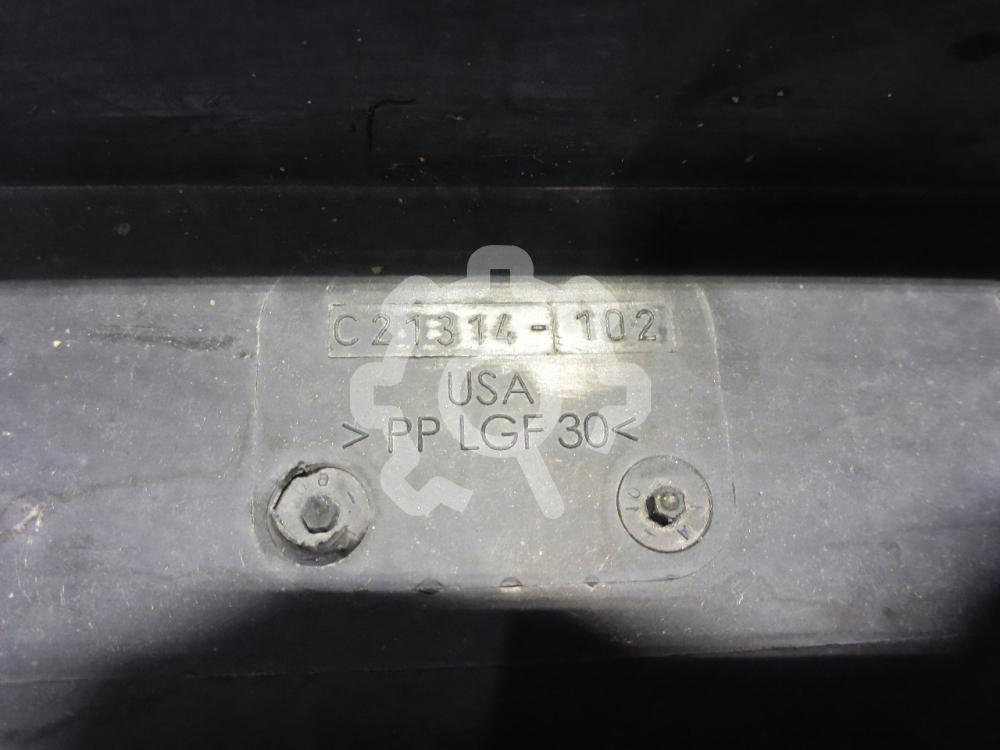 C21314-102
USA
>PP LGF 30<